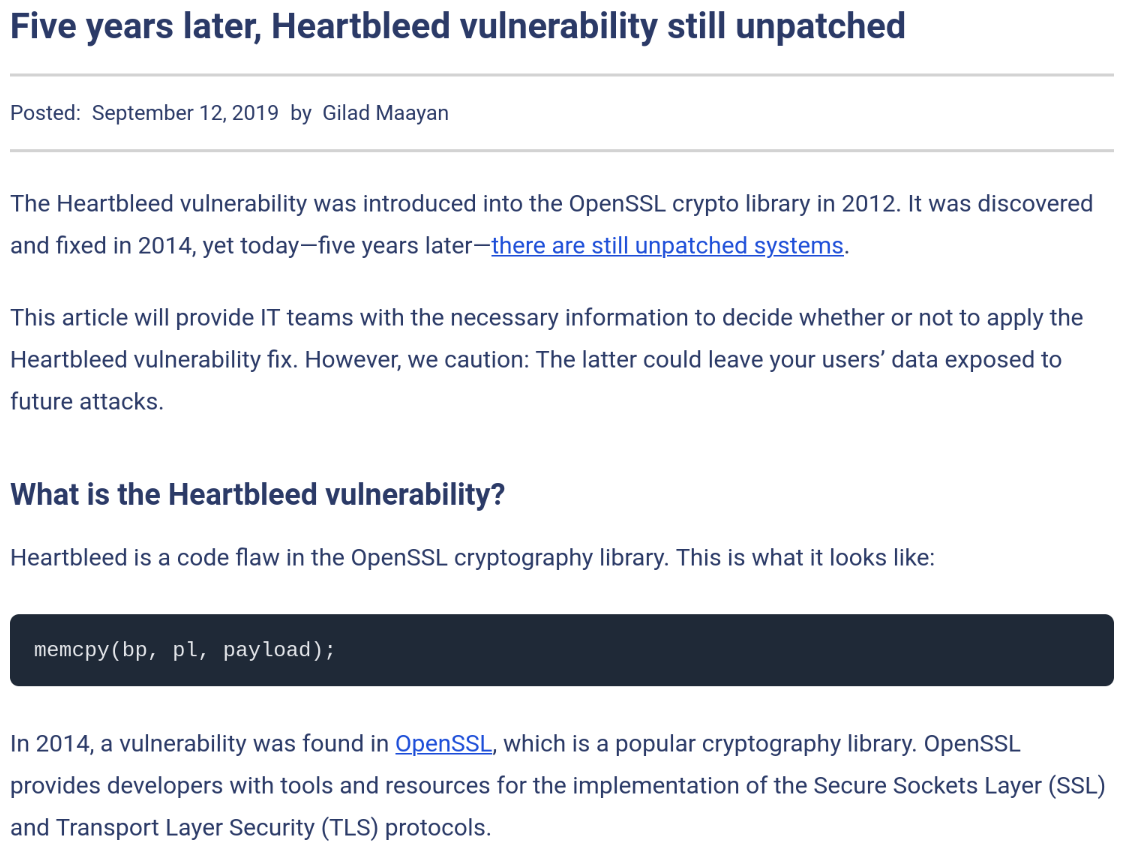 Five years later, Heartbleed vulnerability still unpatched
Posted: September 12, 2019 by Gilad Maayan
The Heartbleed vulnerability was introduced into the OpenSSL crypto library in 2012. It was discovered
and fixed in 2014, yet today—five years later—there are still unpatched systems.
This article will provide IT teams with the necessary information to decide whether or not to apply the
Heartbleed vulnerability fix. However, we caution: The latter could leave your users’ data exposed to
future attacks.
What is the Heartbleed vulnerability?
Heartbleed is a code flaw in the OpenSSL cryptography library. This is what it looks like:
memcpy(bp, pl, payload);
In 2014, a vulnerability was found in OpenSSL, which is a popular cryptography library. OpenSSL
provides developers with tools and resources for the implementation of the Secure Sockets Layer (SSL)
and Transport Layer Security (TLS) protocols.